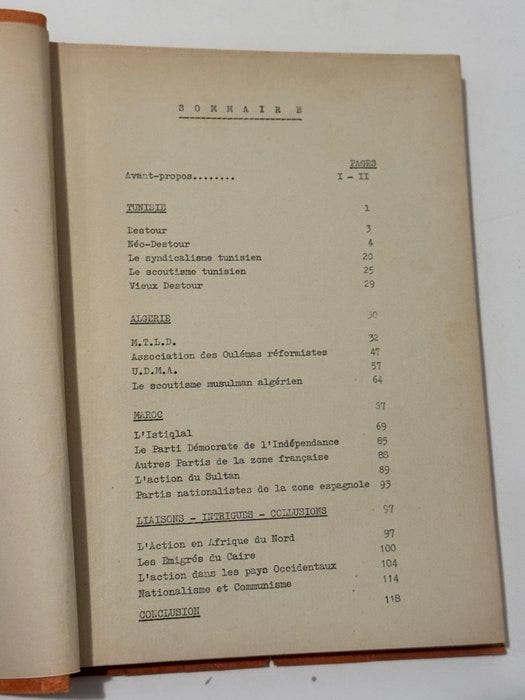 SOMMAIRE
PAGES
Avant-propos........ I - II
TUNISIE 1
Destour 3
Néo-Destour 4
Le syndicalisme tunisien 20
Le scoutisme tunisien 25
Vieux Destour 29
ALGERIE 30
M.T.L.D. 32
Association des Oulémas réformistes 47
U.D.M.A. 57
Le scoutisme musulman algérien 64
MAROC 67
L'Istiqlal 69
Le Parti Démocrate de l'Indépendance 85
Autres Partis de la zone française 88
L'action du Sultan 89
Partis nationalistes de la zone espagnole 93
LIAISONS - INTRIGUES - COLLUSIONS 97
L'Action en Afrique du Nord 97
Les Emigrés du Caire 100
L'action dans les pays Occidentaux 104
Nationalisme et Communisme 114
CONCLUSION 118